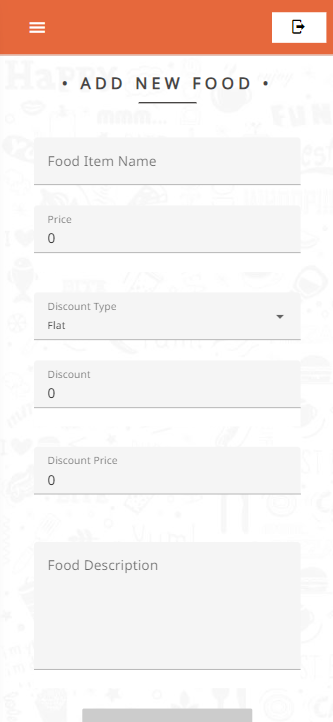 • ADD NEW FOOD •
Food Item Name
Price
0
Discount Type
Flat
Discount
0
Discount Price
0
Food Description